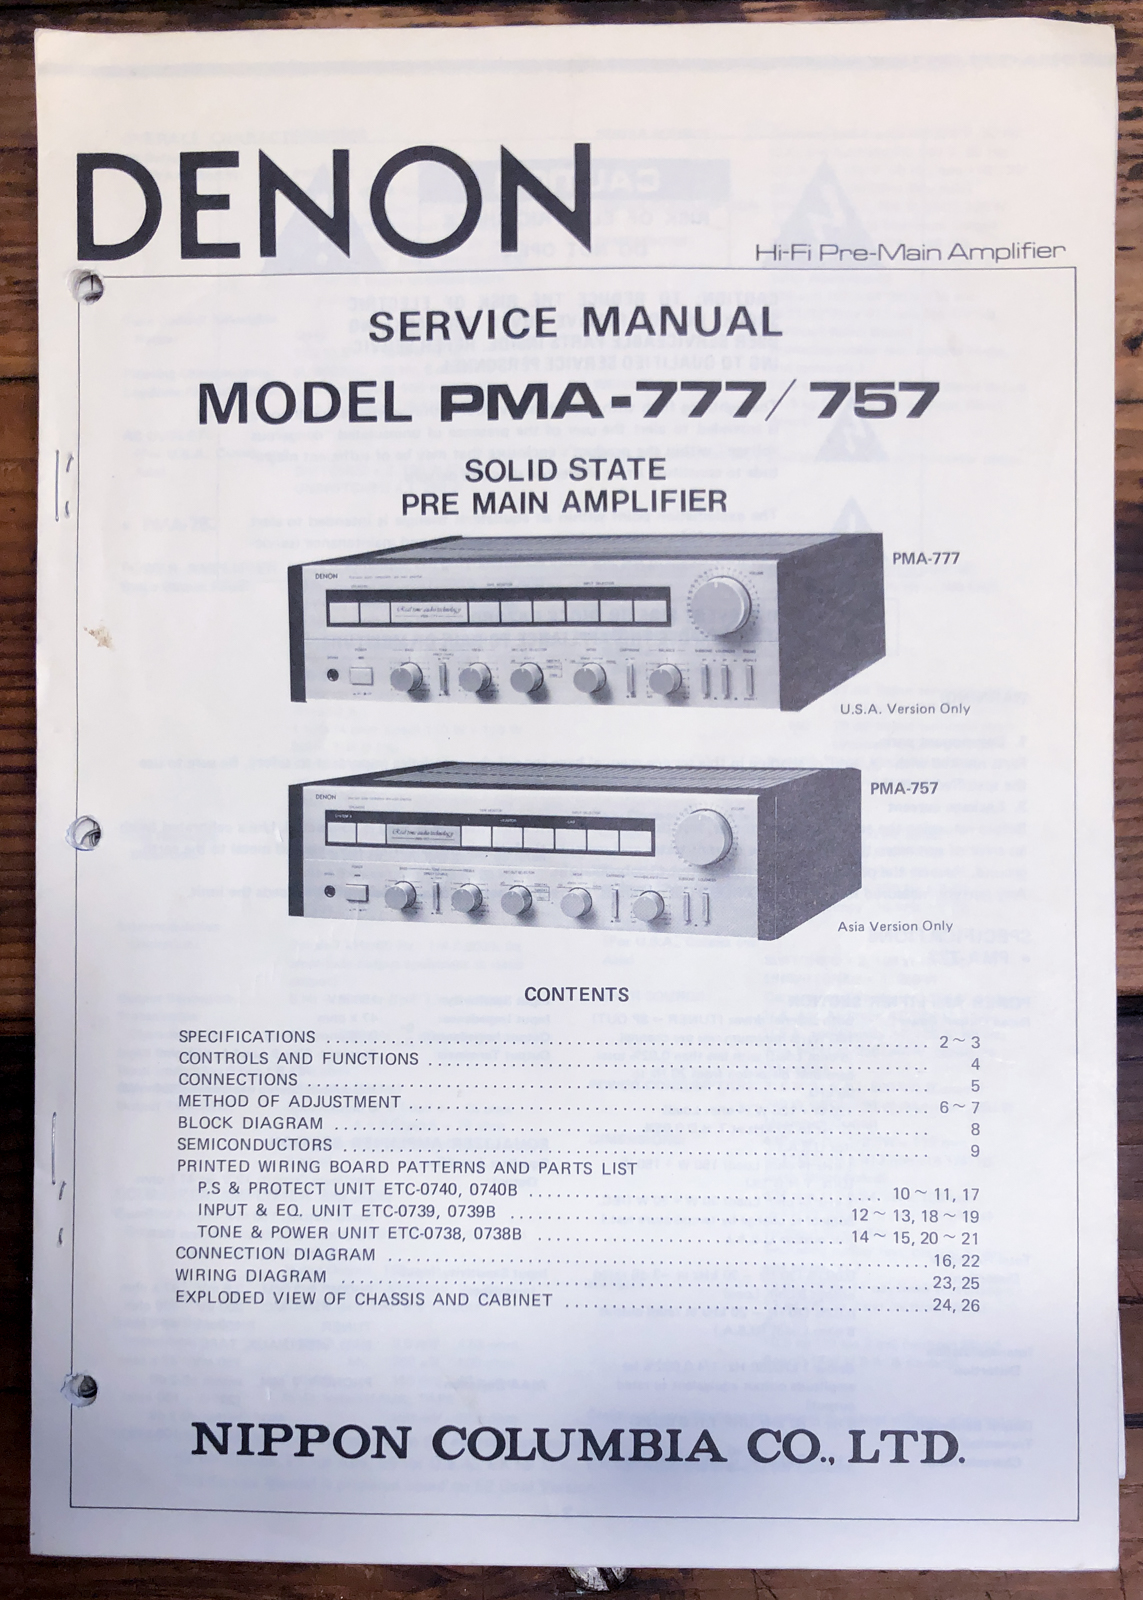 DENON
Hi-Fi Pre-Main Amplifier
SERVICE MANUAL
MODEL PMA-777/757
SOLID STATE
PRE MAIN AMPLIFIER
PMA-777
DENON
U.S.A. Version Only
PMA-757
DENON
Asia Version Only
CONTENTS
SPECIFICATIONS 2 ~ 3
CONTROLS AND FUNCTIONS 4
CONNECTIONS 5
METHOD OF ADJUSTMENT 6 ~ 7
BLOCK DIAGRAM 8
SEMICONDUCTORS 9
PRINTED WIRING BOARD PATTERNS AND PARTS LIST
P.S & PROTECT UNIT ETC-0740, 0740B 10 ~ 11, 17
INPUT & EQ. UNIT ETC-0739, 0739B 12 ~ 13, 18 ~ 19
TONE & POWER UNIT ETC-0738, 0738B 14 ~ 15, 20 ~ 21
CONNECTION DIAGRAM 16, 22
WIRING DIAGRAM 23, 25
EXPLODED VIEW OF CHASSIS AND CABINET 24, 26
NIPPON COLUMBIA CO., LTD.